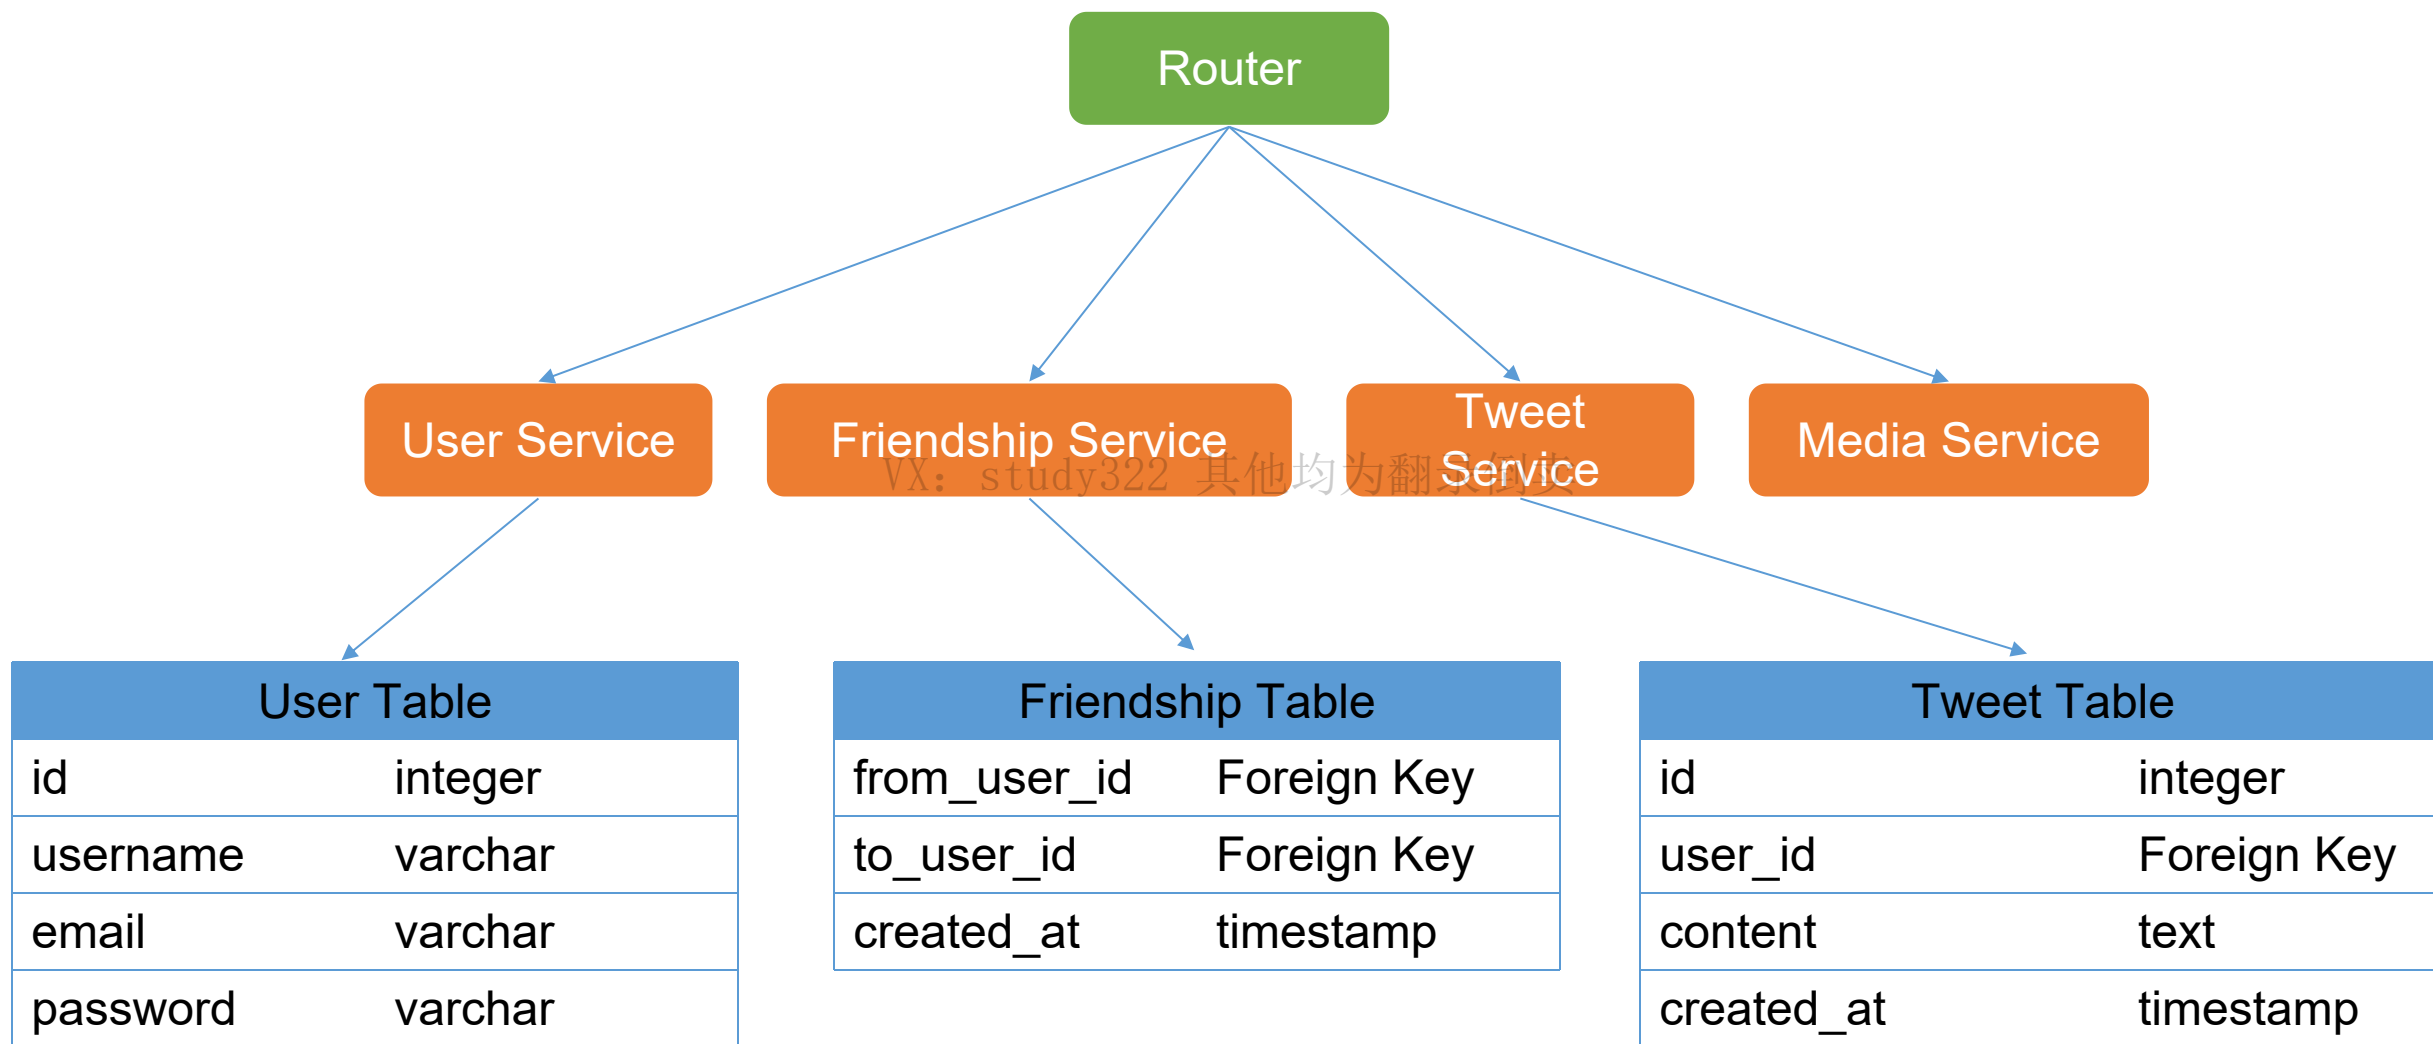 Router
User Service
Friendship Service
Tweet
Service
Media Service
VX: study322 其他均为翻录倒卖
User Table
id integer
username varchar
email varchar
password varchar
Friendship Table
from_user_id Foreign Key
to_user_id Foreign Key
created_at timestamp
Tweet Table
id integer
user_id Foreign Key
content text
created_at timestamp